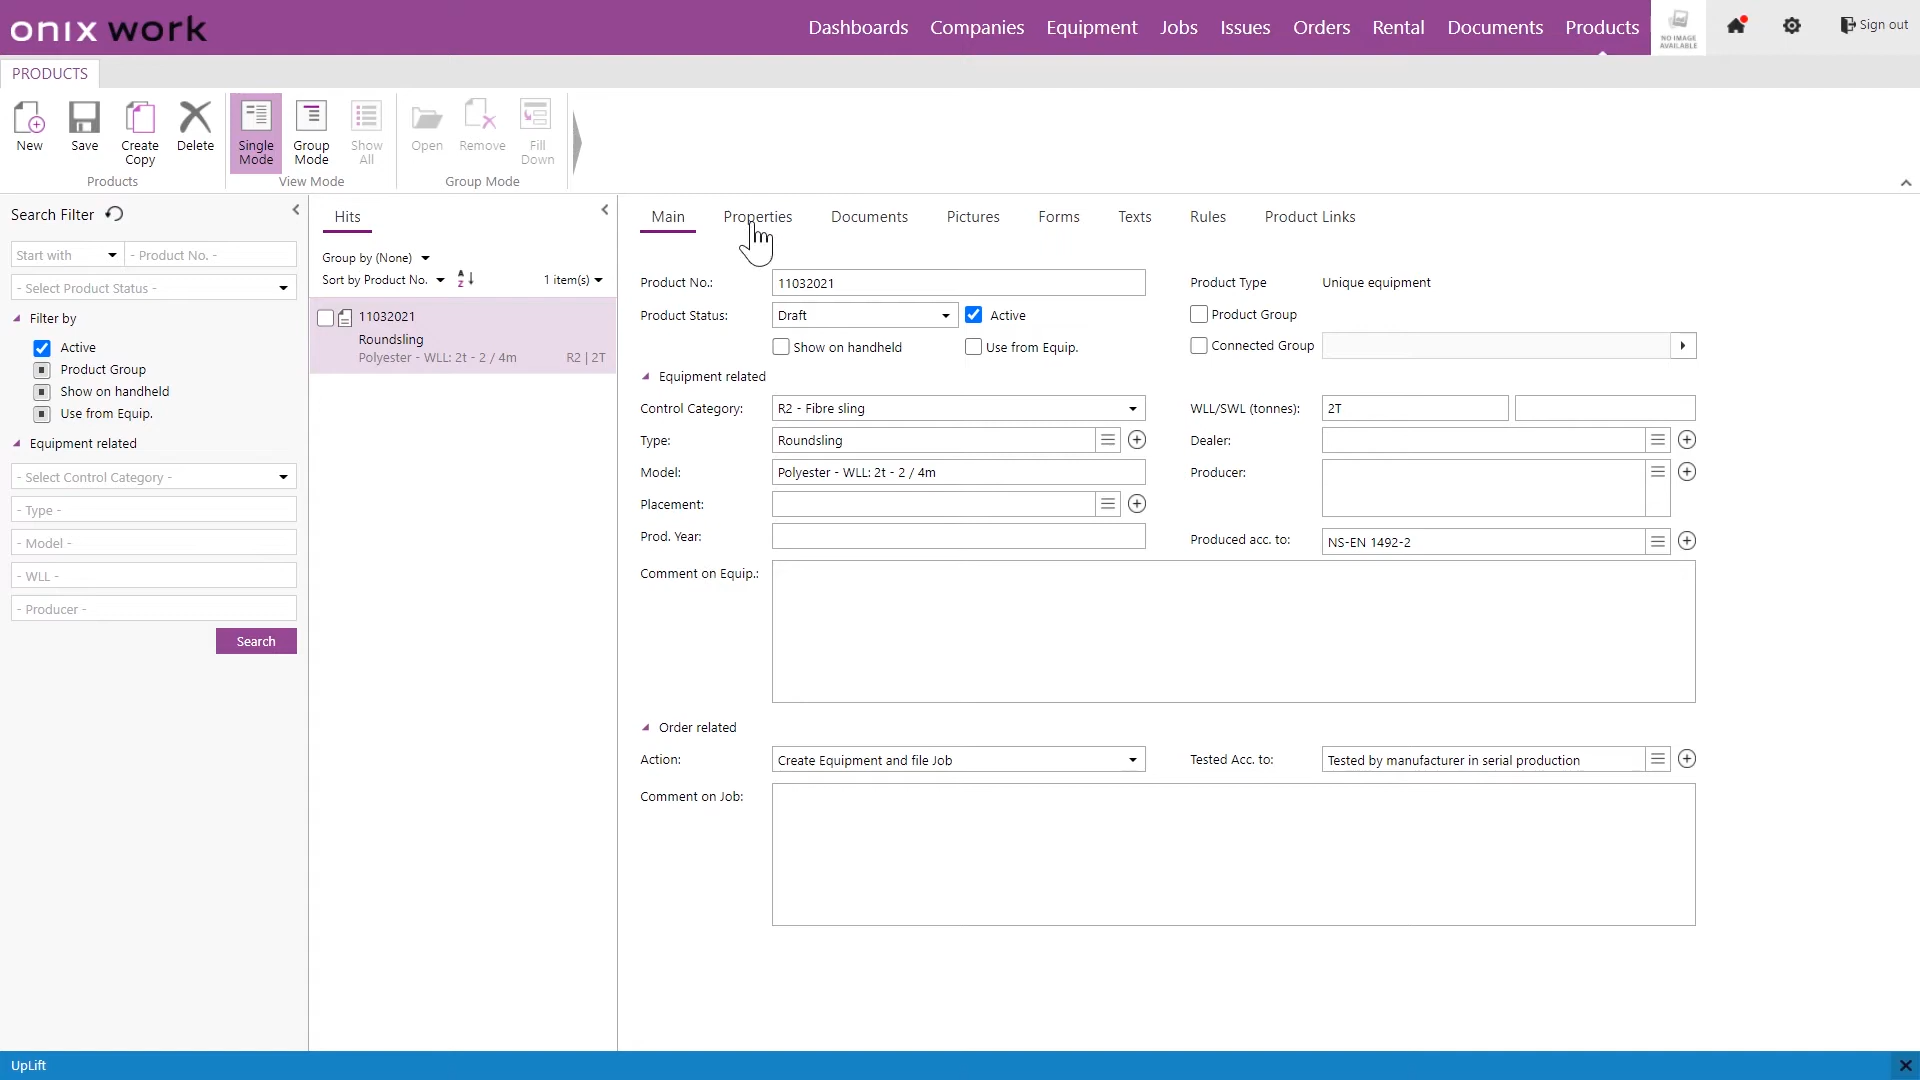 onix work
Dashboards Companies Equipment Jobs Issues Orders Rental Documents Products
NO IMAGE
AVAILABLE
Sign out
PRODUCTS
New
Save
Create
Copy
Delete
Products
Single
Mode
Group
Mode
Show
All
View Mode
Open
Remove
Fill
Down
Group Mode
Search Filter
Start with
- Product No. -
- Select Product Status -
Filter by
Active
Product Group
Show on handheld
Use from Equip.
Equipment related
- Select Control Category -
- Type -
- Model -
- WLL -
- Producer -
Search
Hits
Group by (None)
Sort by Product No.
A
Z
1 item(s)
11032021
Roundsling
Polyester - WLL: 2t - 2 / 4m R2 | 2T
Main Properties Documents Pictures Forms Texts Rules Product Links
Product No.: 11032021
Product Type Unique equipment
Product Status: Draft Active
Product Group
Show on handheld Use from Equip.
Connected Group
Equipment related
Control Category: R2 - Fibre sling
WLL/SWL (tonnes): 2T
Type: Roundsling
Dealer:
Model: Polyester - WLL: 2t - 2 / 4m
Producer:
Placement:
Prod. Year:
Produced acc. to: NS-EN 1492-2
Comment on Equip.:
Order related
Action: Create Equipment and file Job
Tested Acc. to: Tested by manufacturer in serial production
Comment on Job:
UpLift